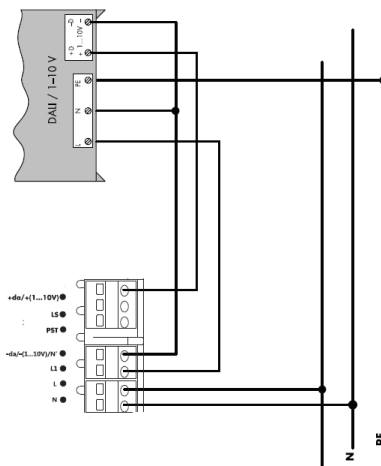 DALI / 1–10 V
–D
+D
1...10V –
+
PE
N
L
+da/+(1...10V)
LS
:
PST
-da/-(1...10V)/N'
L1
L
N
N
PE